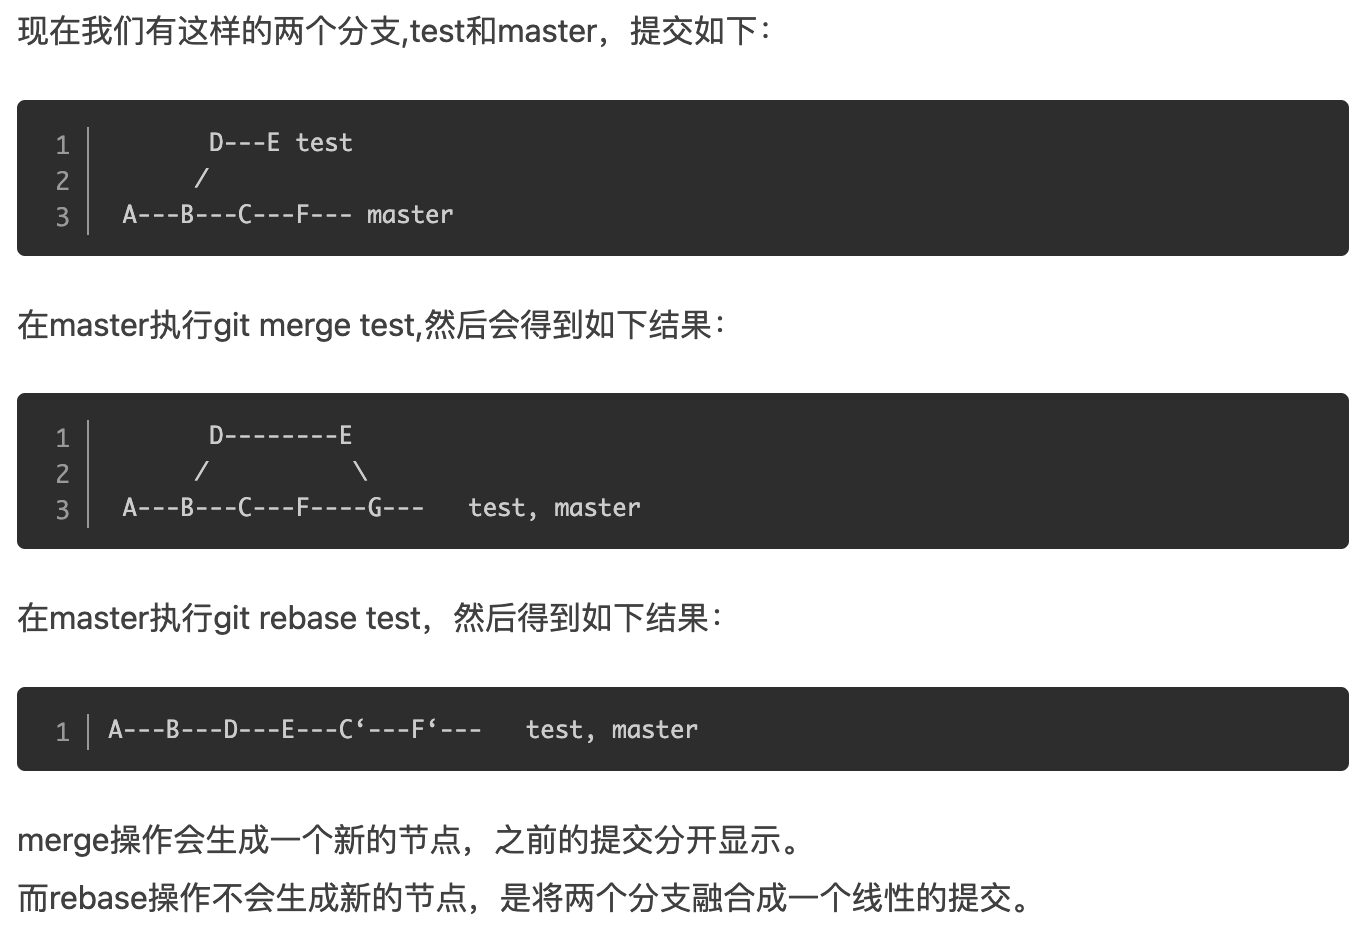 现在我们有这样的两个分支,test和master，提交如下：
1       D---E test
2      /
3 A---B---C---F--- master
在master执行git merge test,然后会得到如下结果：
1       D--------E
2      /          \
3 A---B---C---F----G---   test, master
在master执行git rebase test，然后得到如下结果：
1 A---B---D---E---C‘---F‘---   test, master
merge操作会生成一个新的节点，之前的提交分开显示。
而rebase操作不会生成新的节点，是将两个分支融合成一个线性的提交。